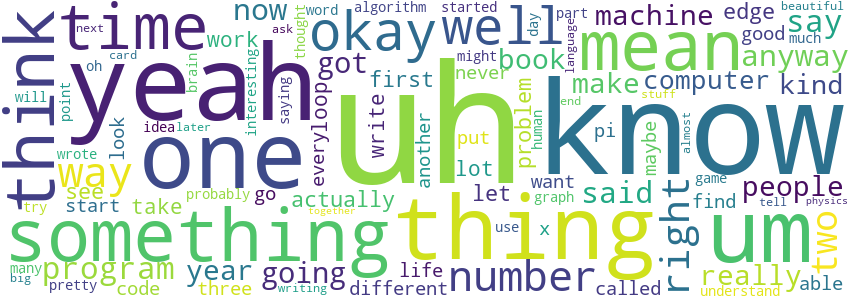 next
think
time
yeah
oh
card
will
point
idea
later
wrote
look
way
see
try
start
one
take
now
work
brain
interesting
ask
saying
thought
word
algorithm
started
day
part
beautiful
okay
well
might
say
got
first
everyloop
write
another
never
book
lot
put
problem
human
language
mean
make
machine
edge
good
much
anyway
computer
kind
stuff
end
almost
pi
maybe
uh
know
probably
go
actually
let
want
said
people
game
tell
physics
find
graph
x
use
together
something
thing
right
um
two
many
big
program
pretty
code
year
three
going
writing
life
different
number
called
really
understand
able